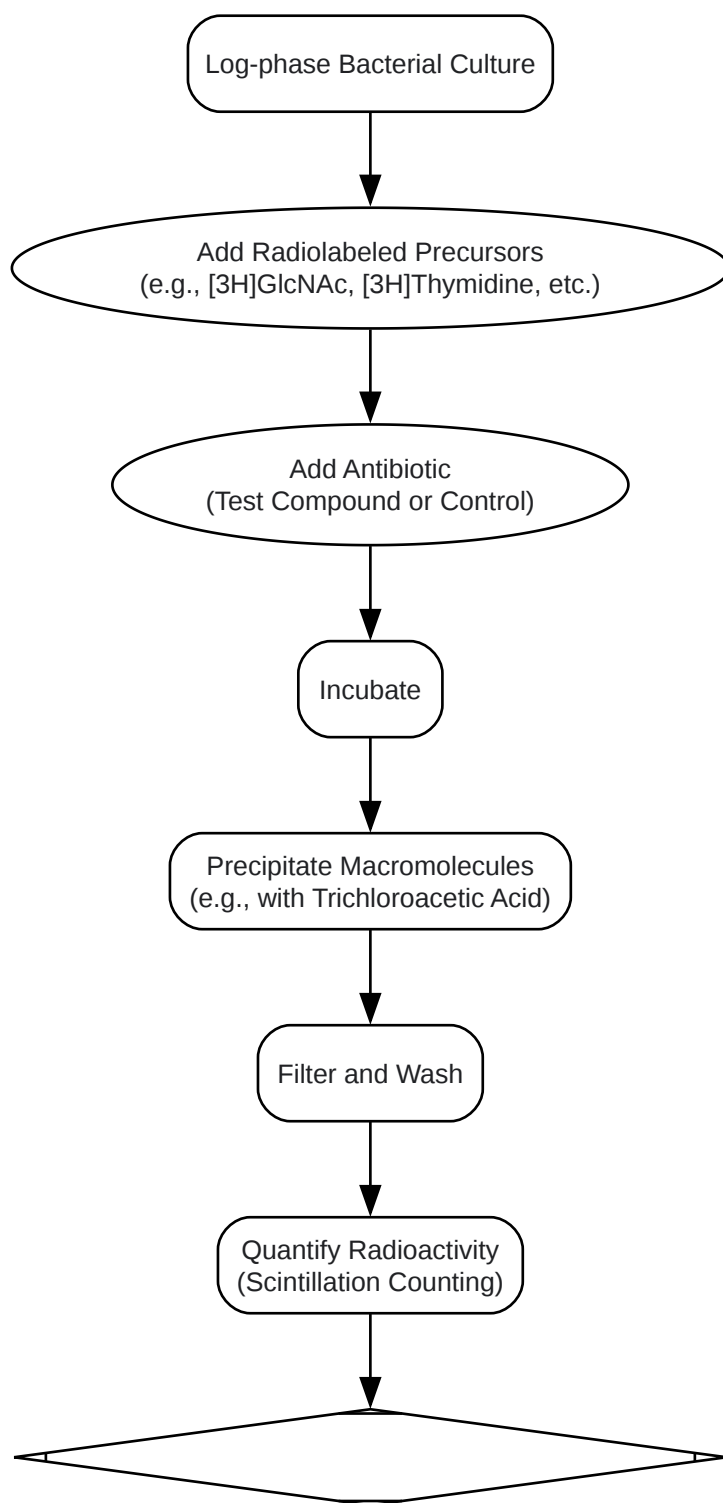 Log-phase Bacterial Culture
Add Radiolabeled Precursors
(e.g., [3H]GlcNAc, [3H]Thymidine, etc.)
Add Antibiotic
(Test Compound or Control)
Incubate
Precipitate Macromolecules
(e.g., with Trichloroacetic Acid)
Filter and Wash
Quantify Radioactivity
(Scintillation Counting)